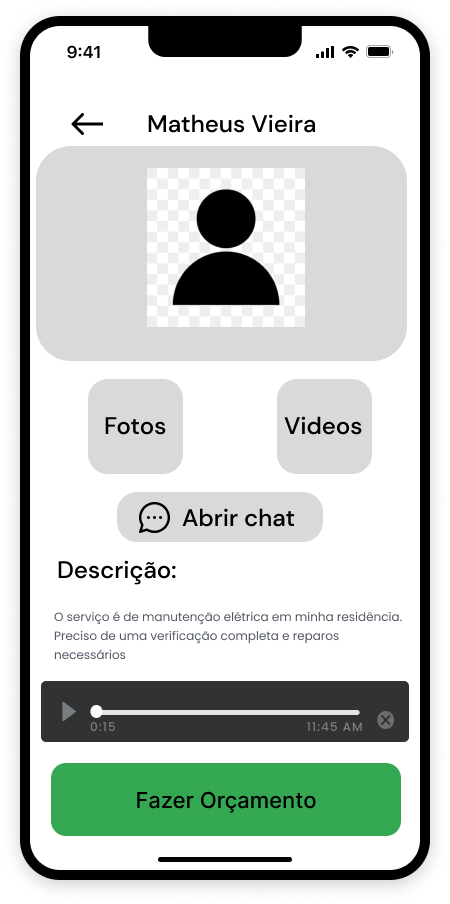 9:41
Matheus Vieira
Fotos
Videos
Abrir chat
Descrição:
O serviço é de manutenção elétrica em minha residência.
Preciso de uma verificação completa e reparos
necessários
0:15
11:45 AM
Fazer Orçamento